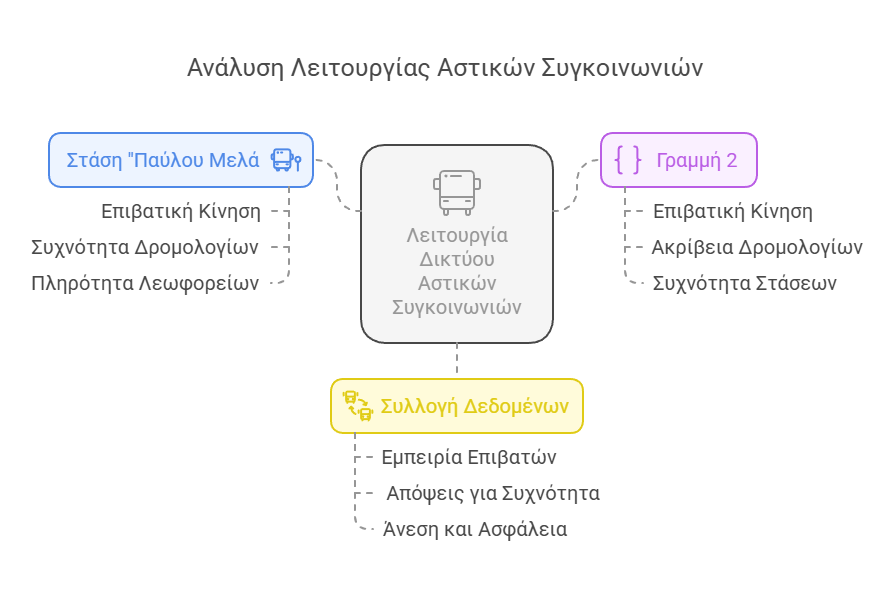 Ανάλυση Λειτουργίας Αστικών Συγκοινωνιών
Στάση "Παύλου Μελά
Επιβατική Κίνηση
Συχνότητα Δρομολογίων
Πληρότητα Λεωφορείων
Λειτουργία
Δικτύου
Αστικών
Συγκοινωνιών
Γραμμή 2
Επιβατική Κίνηση
Ακρίβεια Δρομολογίων
Συχνότητα Στάσεων
Συλλογή Δεδομένων
Εμπειρία Επιβατών
Απόψεις για Συχνότητα
Άνεση και Ασφάλεια